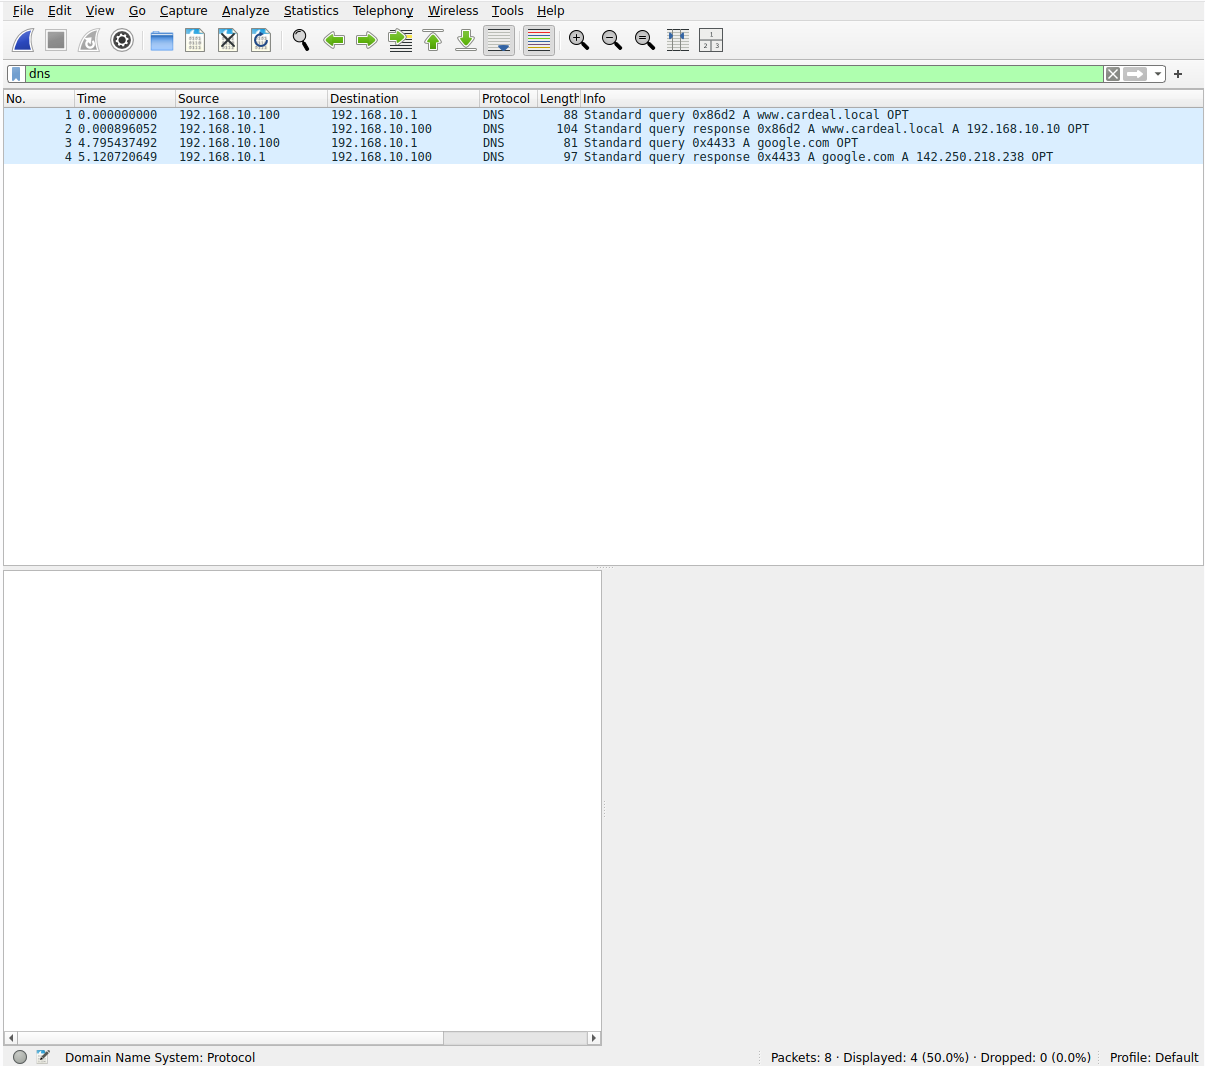 File Edit View Go Capture Analyze Statistics Telephony Wireless Tools Help
dns
No. Time Source Destination Protocol Length Info
1 0.000000000 192.168.10.100 192.168.10.1 DNS 88 Standard query 0x86d2 A www.cardeal.local OPT
2 0.000896052 192.168.10.1 192.168.10.100 DNS 104 Standard query response 0x86d2 A www.cardeal.local A 192.168.10.10 OPT
3 4.795437492 192.168.10.100 192.168.10.1 DNS 81 Standard query 0x4433 A google.com OPT
4 5.120720649 192.168.10.1 192.168.10.100 DNS 97 Standard query response 0x4433 A google.com A 142.250.218.238 OPT
Domain Name System: Protocol Packets: 8 · Displayed: 4 (50.0%) · Dropped: 0 (0.0%) Profile: Default